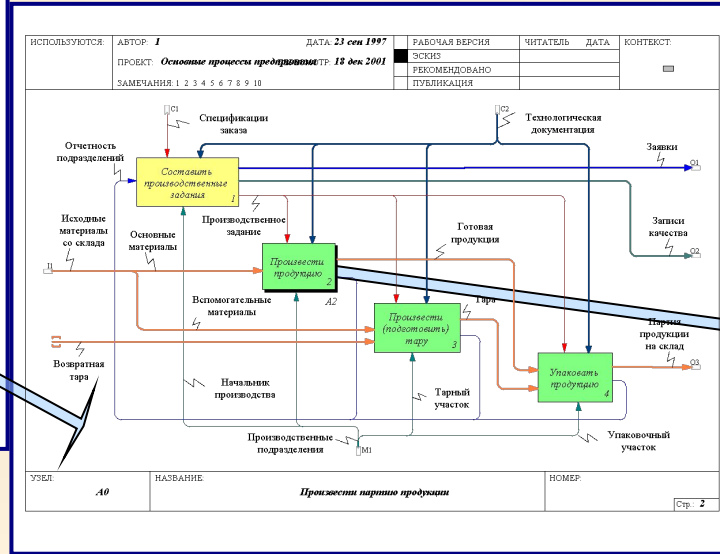 ИСПОЛЬЗУЮТСЯ:
АВТОР: 1
ДАТА: 23 сен 1997
ПРОЕКТ: Основные процессы предприятия
ОТР: 18 дек 2001
ЗАМЕЧАНИЯ: 1 2 3 4 5 6 7 8 9 10
РАБОЧАЯ ВЕРСИЯ
ЭСКИЗ
РЕКОМЕНДОВАНО
ПУБЛИКАЦИЯ
ЧИТАТЕЛЬ ДАТА
КОНТЕКСТ:
C1
Спецификации
заказа
C2
Технологическая
документация
Отчетность
подразделений
Заявки
O1
Составить
производственные
задания
1
Исходные
материалы
со склада
Основные
материалы
Производственное
задание
Готовая
продукция
Записи
качества
O2
I1
Произвести
продукцию
2
A2
Вспомогательные
материалы
Тара
Произвести
(подготовить)
тару
3
Партия
продукции
на склад
O3
Возвратная
тара
Упаковать
продукцию
4
Начальник
производства
Тарный
участок
Производственные
подразделения
M1
Упаковочный
участок
УЗЕЛ:
A0
НАЗВАНИЕ:
Произвести партию продукции
НОМЕР:
Стр.: 2